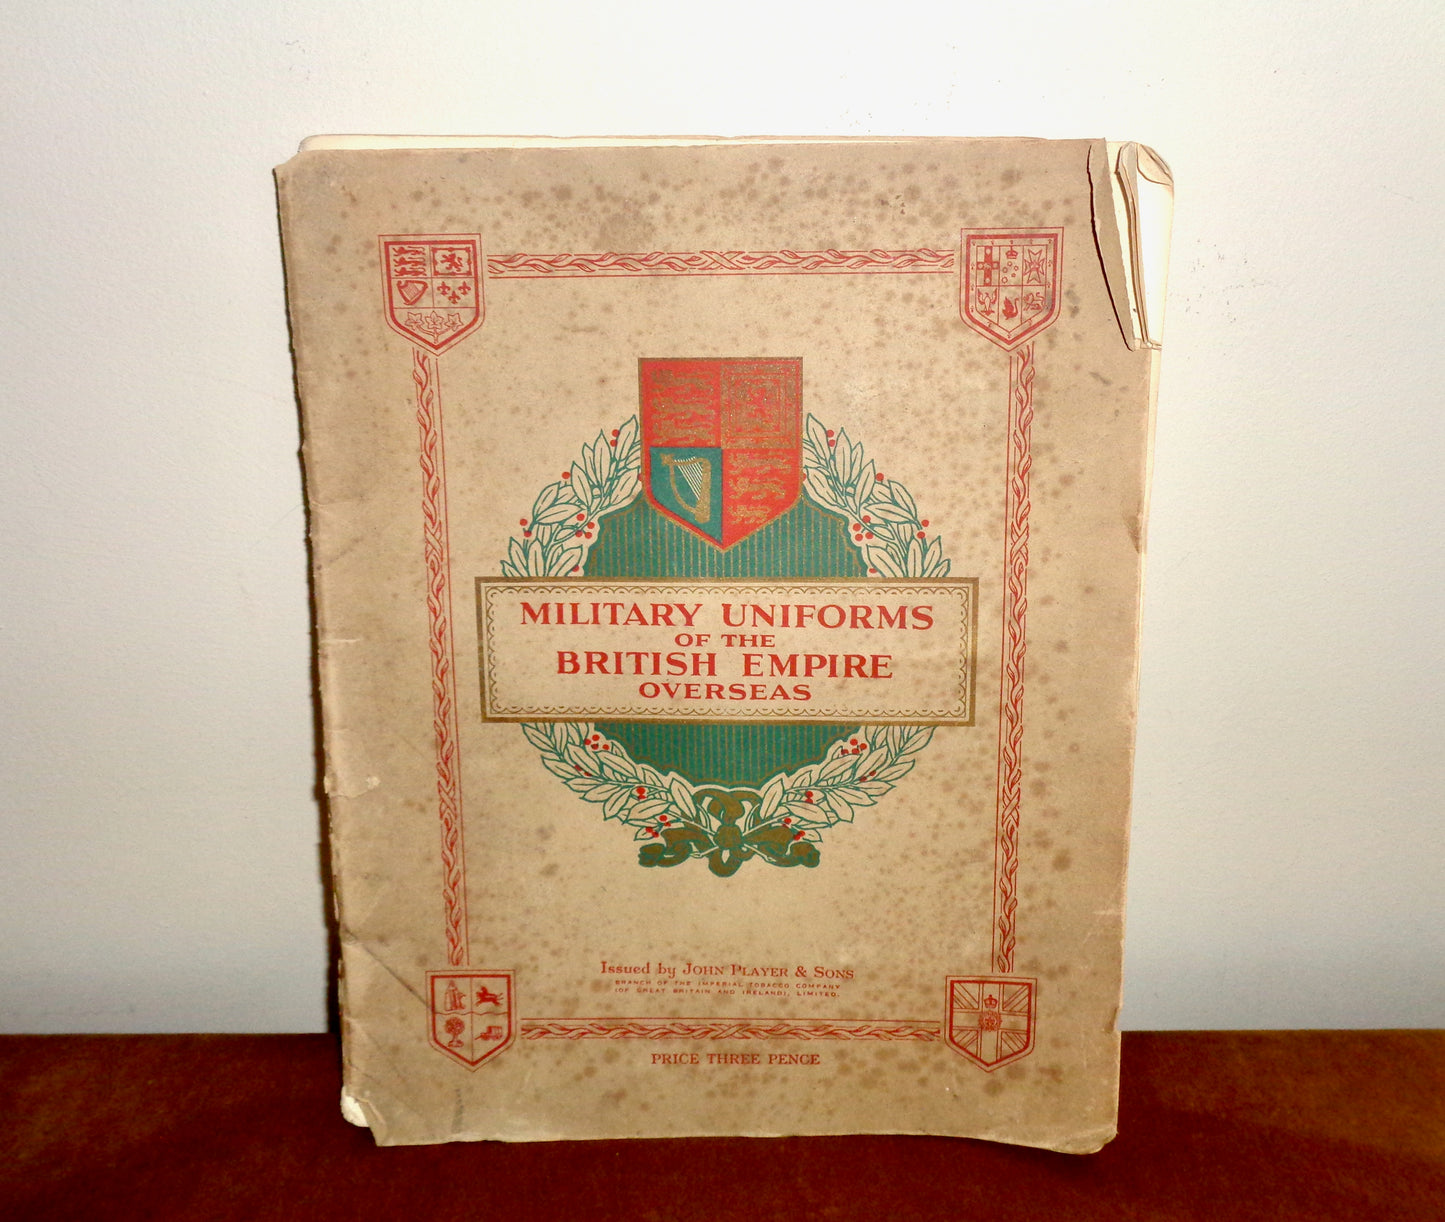 MILITARY UNIFORMS
OF THE
BRITISH EMPIRE
OVERSEAS
Issued by JOHN PLAYER & SONS
BRANCH OF THE IMPERIAL TOBACCO COMPANY
(OF GREAT BRITAIN AND IRELAND), LIMITED.
PRICE THREE PENCE